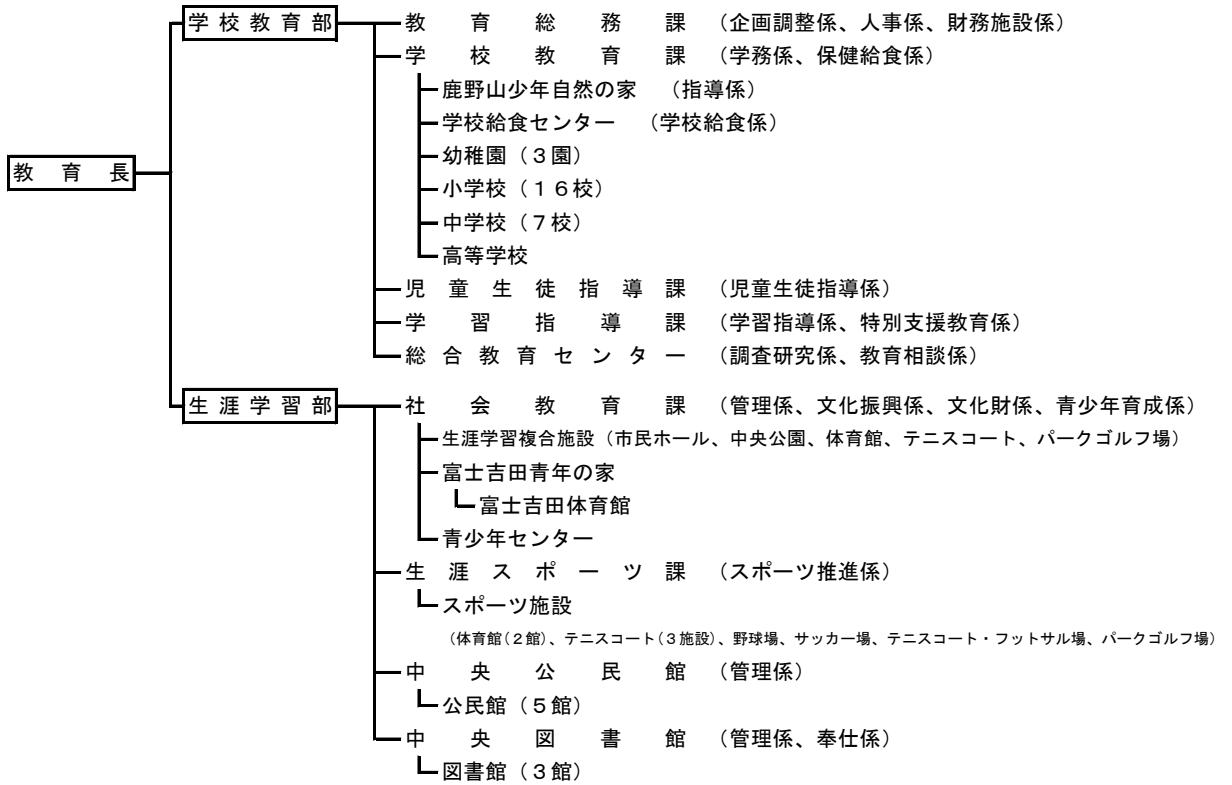 学校教育部 教育総務課 （企画調整係、人事係、財務施設係）
学校教育課 （学務係、保健給食係）
鹿野山少年自然の家 （指導係）
学校給食センター （学校給食係）
幼稚園（３園）
教育長
小学校（１６校）
中学校（７校）
高等学校
児童生徒指導課 （児童生徒指導係）
学習指導課 （学習指導係、特別支援教育係）
総合教育センター （調査研究係、教育相談係）
生涯学習部 社会教育課 （管理係、文化振興係、文化財係、青少年育成係）
生涯学習複合施設（市民ホール、中央公園、体育館、テニスコート、パークゴルフ場）
富士吉田青年の家
富士吉田体育館
青少年センター
生涯スポーツ課 （スポーツ推進係）
スポーツ施設
（体育館（２館）、テニスコート（３施設）、野球場、サッカー場、テニスコート・フットサル場、パークゴルフ場）
中央公民館 （管理係）
公民館（５館）
中央図書館 （管理係、奉仕係）
図書館（３館）